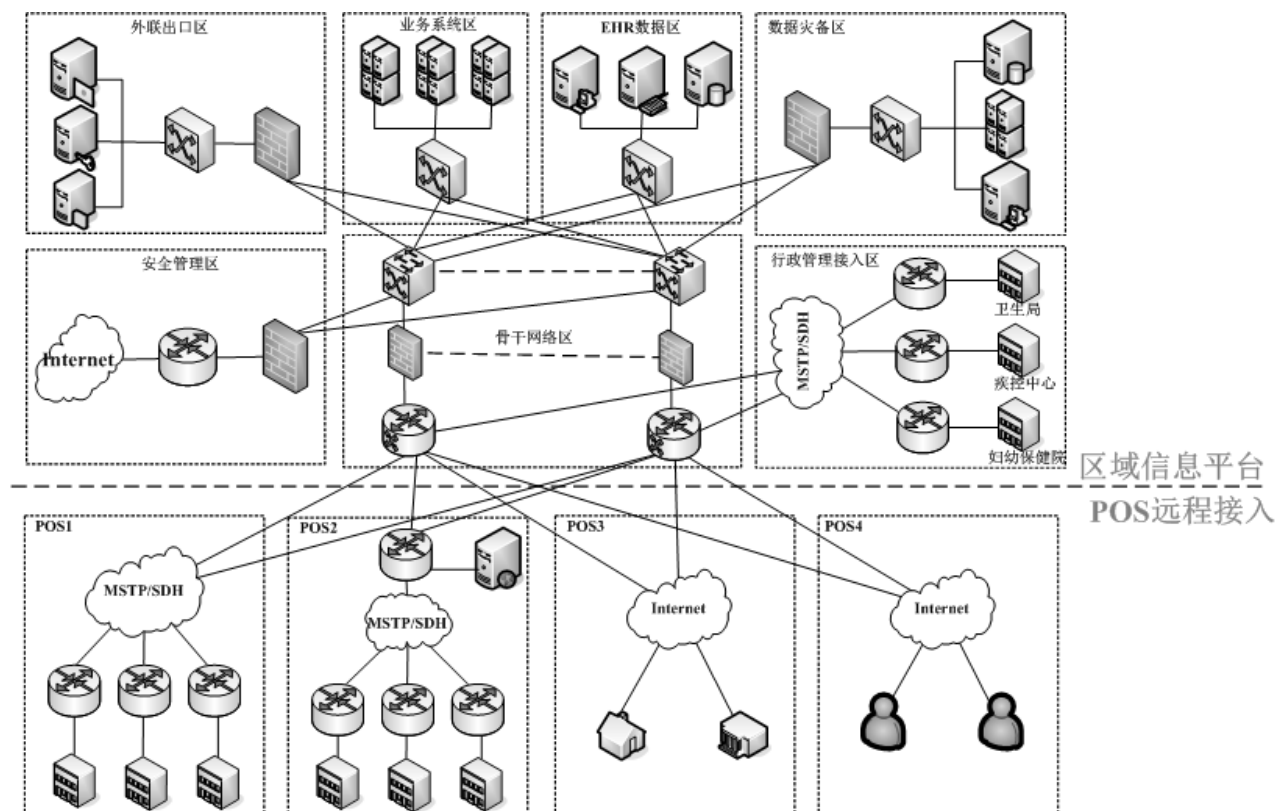 外联出口区
业务系统区
EHR数据区
数据灾备区
安全管理区
行政管理接入区
卫生局
Internet
骨干网络区
MSTP/SDH
疾控中心
妇幼保健院
区域信息平台
POS远程接入
POS1
POS2
POS3
POS4
MSTP/SDH
MSTP/SDH
Internet
Internet